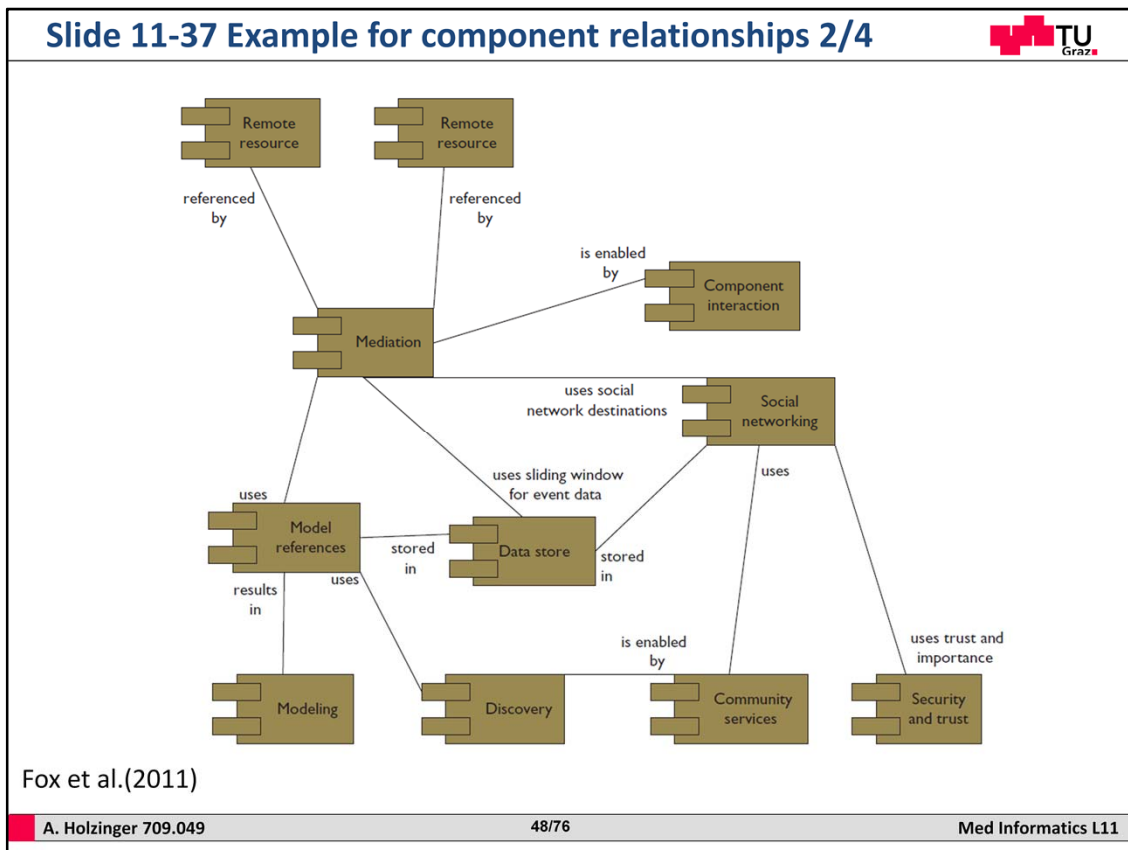 Slide 11-37 Example for component relationships 2/4
TU
Graz
Remote
resource
Remote
resource
referenced
by
referenced
by
is enabled
by
Component
interaction
Mediation
uses social
network destinations
Social
networking
uses sliding window
for event data
uses
uses
Model
references
stored
in
Data store
stored
in
results
in
uses
is enabled
by
uses trust and
importance
Modeling
Discovery
Community
services
Security
and trust
Fox et al.(2011)
A. Holzinger 709.049
48/76
Med Informatics L11